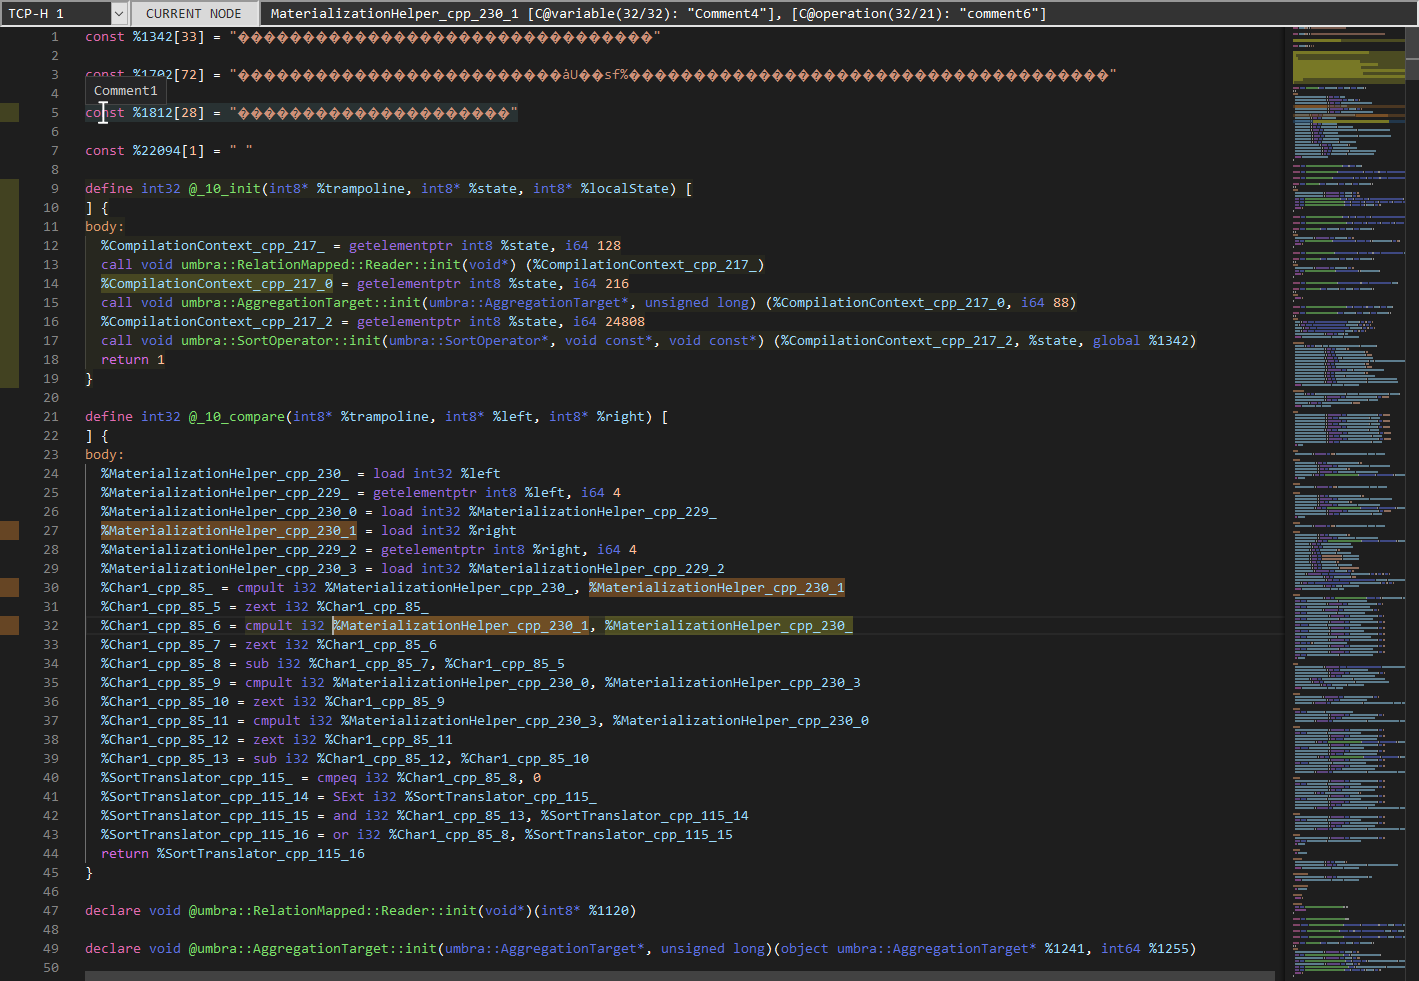 TCP-H 1 CURRENT NODE MaterializationHelper_cpp_230_1 [C@variable(32/32): "Comment4"], [C@operation(32/21): "comment6"]
1 const %1342[33] = "���������������������������������"
2
3 const %1702[72] = "��������������������������åU��sf%���������������������������������������"
Comment1
4
5 const %1812[28] = "����������������������"
6
7 const %22094[1] = " "
8
9 define int32 @_10_init(int8* %trampoline, int8* %state, int8* %localState) [
10 ] {
11 body:
12 %CompilationContext_cpp_217_ = getelementptr int8 %state, i64 128
13 call void umbra::RelationMapped::Reader::init(void*) (%CompilationContext_cpp_217_)
14 %CompilationContext_cpp_217_0 = getelementptr int8 %state, i64 216
15 call void umbra::AggregationTarget::init(umbra::AggregationTarget*, unsigned long) (%CompilationContext_cpp_217_0, i64 88)
16 %CompilationContext_cpp_217_2 = getelementptr int8 %state, i64 24808
17 call void umbra::SortOperator::init(umbra::SortOperator*, void const*, void const*) (%CompilationContext_cpp_217_2, %state, global %1342)
18 return 1
19 }
20
21 define int32 @_10_compare(int8* %trampoline, int8* %left, int8* %right) [
22 ] {
23 body:
24 %MaterializationHelper_cpp_230_ = load int32 %left
25 %MaterializationHelper_cpp_229_ = getelementptr int8 %left, i64 4
26 %MaterializationHelper_cpp_230_0 = load int32 %MaterializationHelper_cpp_229_
27 %MaterializationHelper_cpp_230_1 = load int32 %right
28 %MaterializationHelper_cpp_229_2 = getelementptr int8 %right, i64 4
29 %MaterializationHelper_cpp_230_3 = load int32 %MaterializationHelper_cpp_229_2
30 %Char1_cpp_85_ = cmpult i32 %MaterializationHelper_cpp_230_, %MaterializationHelper_cpp_230_1
31 %Char1_cpp_85_5 = zext i32 %Char1_cpp_85_
32 %Char1_cpp_85_6 = cmpult i32 %MaterializationHelper_cpp_230_1, %MaterializationHelper_cpp_230_
33 %Char1_cpp_85_7 = zext i32 %Char1_cpp_85_6
34 %Char1_cpp_85_8 = sub i32 %Char1_cpp_85_7, %Char1_cpp_85_5
35 %Char1_cpp_85_9 = cmpult i32 %MaterializationHelper_cpp_230_0, %MaterializationHelper_cpp_230_3
36 %Char1_cpp_85_10 = zext i32 %Char1_cpp_85_9
37 %Char1_cpp_85_11 = cmpult i32 %MaterializationHelper_cpp_230_3, %MaterializationHelper_cpp_230_0
38 %Char1_cpp_85_12 = zext i32 %Char1_cpp_85_11
39 %Char1_cpp_85_13 = sub i32 %Char1_cpp_85_12, %Char1_cpp_85_10
40 %SortTranslator_cpp_115_ = cmpeq i32 %Char1_cpp_85_8, 0
41 %SortTranslator_cpp_115_14 = SExt i32 %SortTranslator_cpp_115_
42 %SortTranslator_cpp_115_15 = and i32 %Char1_cpp_85_13, %SortTranslator_cpp_115_14
43 %SortTranslator_cpp_115_16 = or i32 %Char1_cpp_85_8, %SortTranslator_cpp_115_15
44 return %SortTranslator_cpp_115_16
45 }
46
47 declare void @umbra::RelationMapped::Reader::init(void*)(int8* %1120)
48
49 declare void @umbra::AggregationTarget::init(umbra::AggregationTarget*, unsigned long)(object umbra::AggregationTarget* %1241, int64 %1255)
50